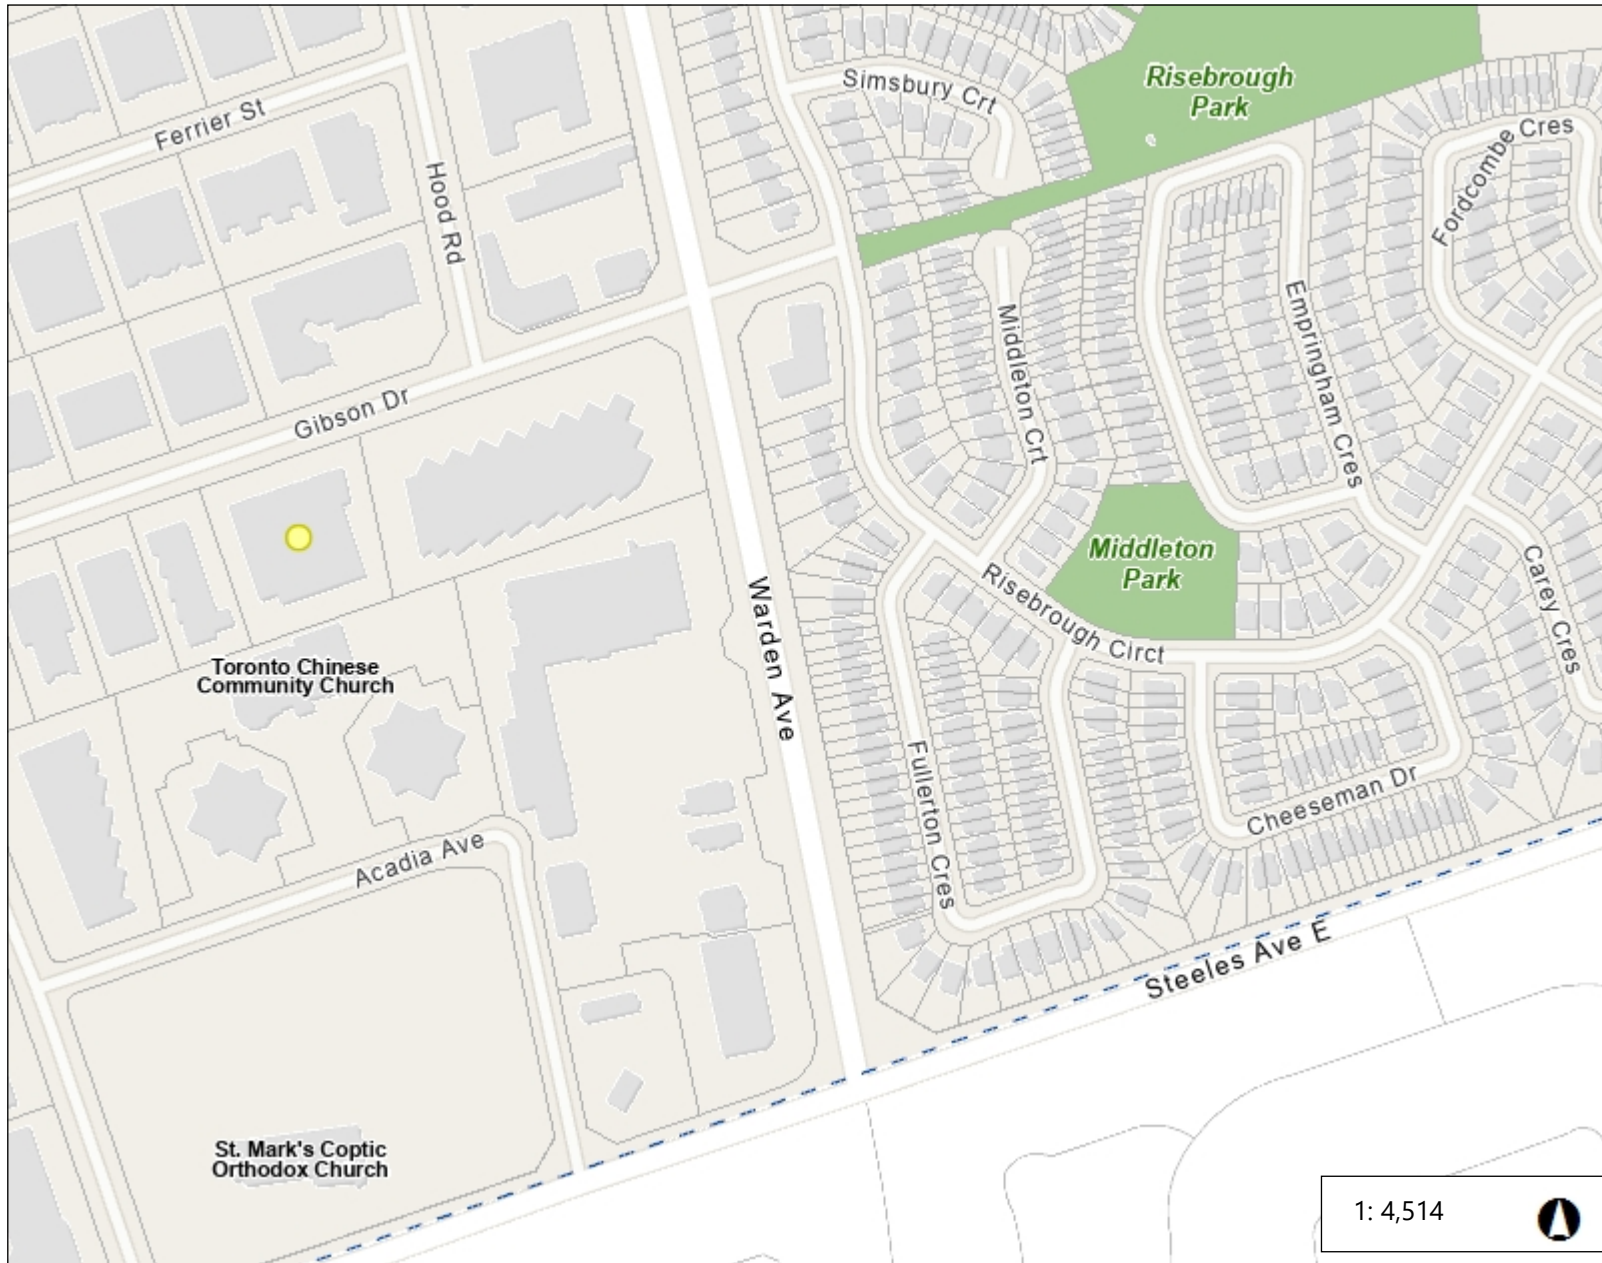 Simsbury Crt
Risebrough
Park
Ferrier St
Fordcombe Cres
Hood Rd
Middleton Crt
Empringham Cres
Gibson Dr
Middleton
Park
Carey Cres
Risebrough Circt
Warden Ave
Toronto Chinese
Community Church
Fullerton Cres
Cheeseman Dr
Acadia Ave
Steeles Ave E
St. Mark's Coptic
Orthodox Church
1: 4,514